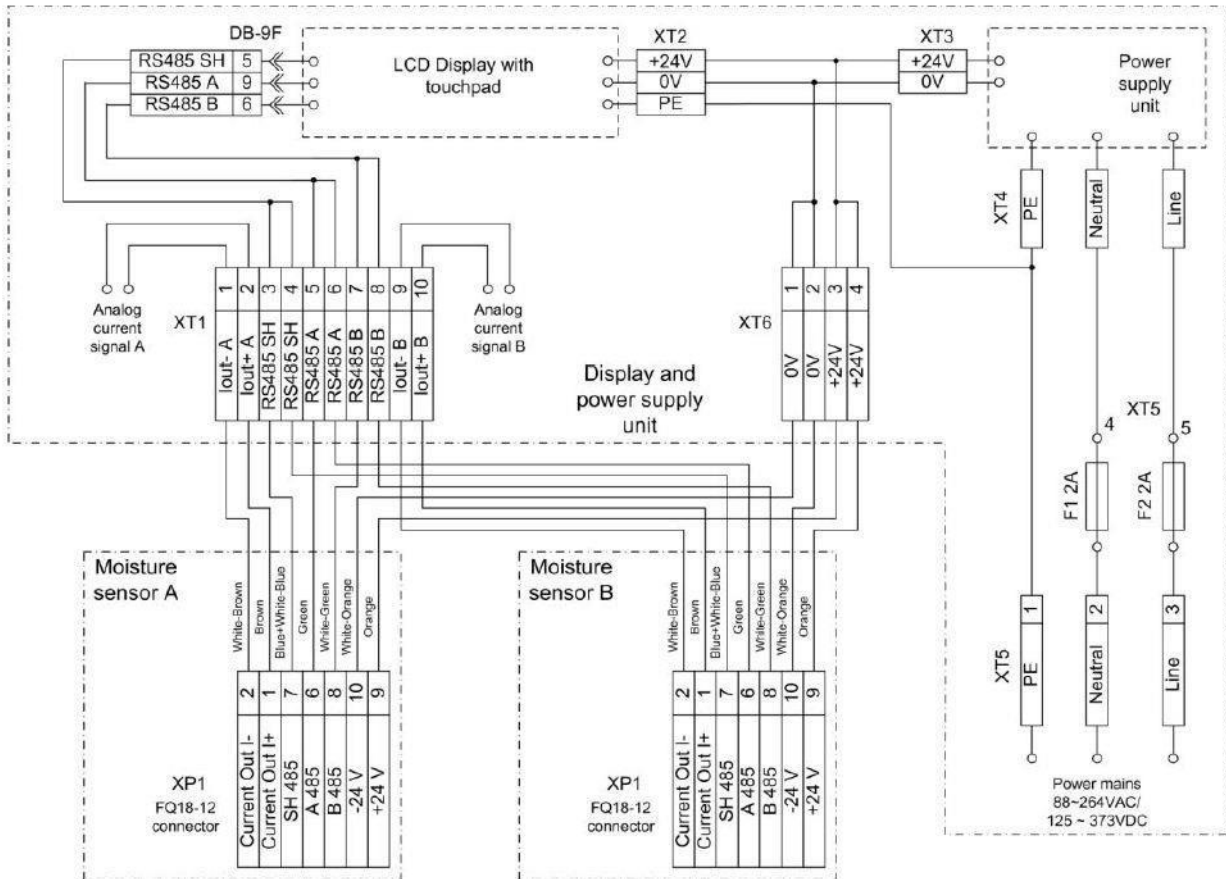 DB-9F
RS485 SH 5
RS485 A 9
RS485 B 6
LCD Display with
touchpad
XT2
+24V
0V
PE
XT3
+24V
0V
Power
supply
unit
XT4
PE
Neutral
Line
Analog
current
signal A
XT1
1 2 3 4 5 6 7 8 9 10
Iout- A
Iout+ A
RS485 SH
RS485 SH
RS485 A
RS485 A
RS485 B
RS485 B
Iout- B
Iout+ B
Analog
current
signal B
XT6
1 2 3 4
0V
0V
+24V
+24V
Display and
power supply
unit
XT5
4
5
F1 2A
F2 2A
Moisture
sensor A
White-Brown
Brown
Blue+White-Blue
Green
White-Green
White-Orange
Orange
2 1 7 6 8 10 9
Current Out I-
Current Out I+
SH 485
A 485
B 485
-24 V
+24 V
XP1
FQ18-12
connector
Moisture
sensor B
White-Brown
Brown
Blue+White-Blue
Green
White-Green
White-Orange
Orange
2 1 7 6 8 10 9
Current Out I-
Current Out I+
SH 485
A 485
B 485
-24 V
+24 V
XP1
FQ18-12
connector
XT5
1 2 3
PE
Neutral
Line
Power mains
88~264VAC/
125 ~ 373VDC